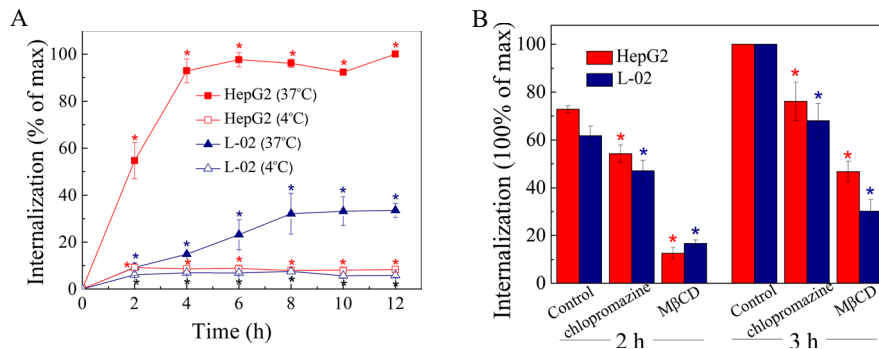 A
Internalization (% of max)
100
80
60
40
20
0
HepG2 (37°C)
HepG2 (4°C)
L-02 (37°C)
L-02 (4°C)
* * * * * *
* * * * * *
* * * * * *
* * * * * *
0 2 4 6 8 10 12
Time (h)
B
Internalization (100% of max)
100
80
60
40
20
0
HepG2
L-02
* * * *
* * * *
Control chlopromazine MβCD Control chlopromazine MβCD
2 h 3 h